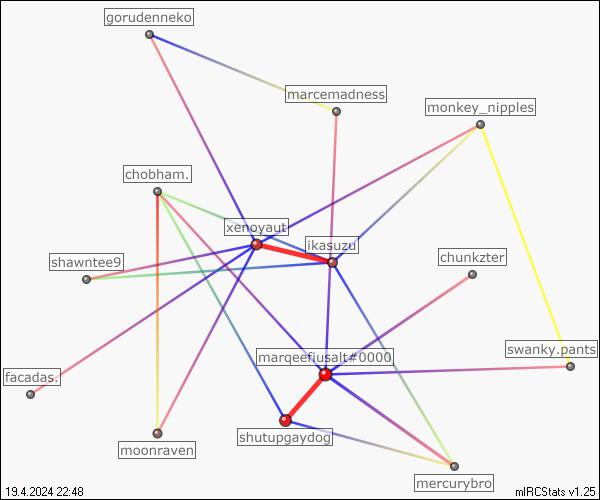 gorudenneko
marcemadness
monkey_nipples
chobham.
xenoyaut
ikasuzu
shawntee9
chunkzter
marqeefiusalt#0000
swanky.pants
facadas.
shutupgaydog
moonraven
mercurybro
19.4.2024 22:48
mIRCStats v1.25